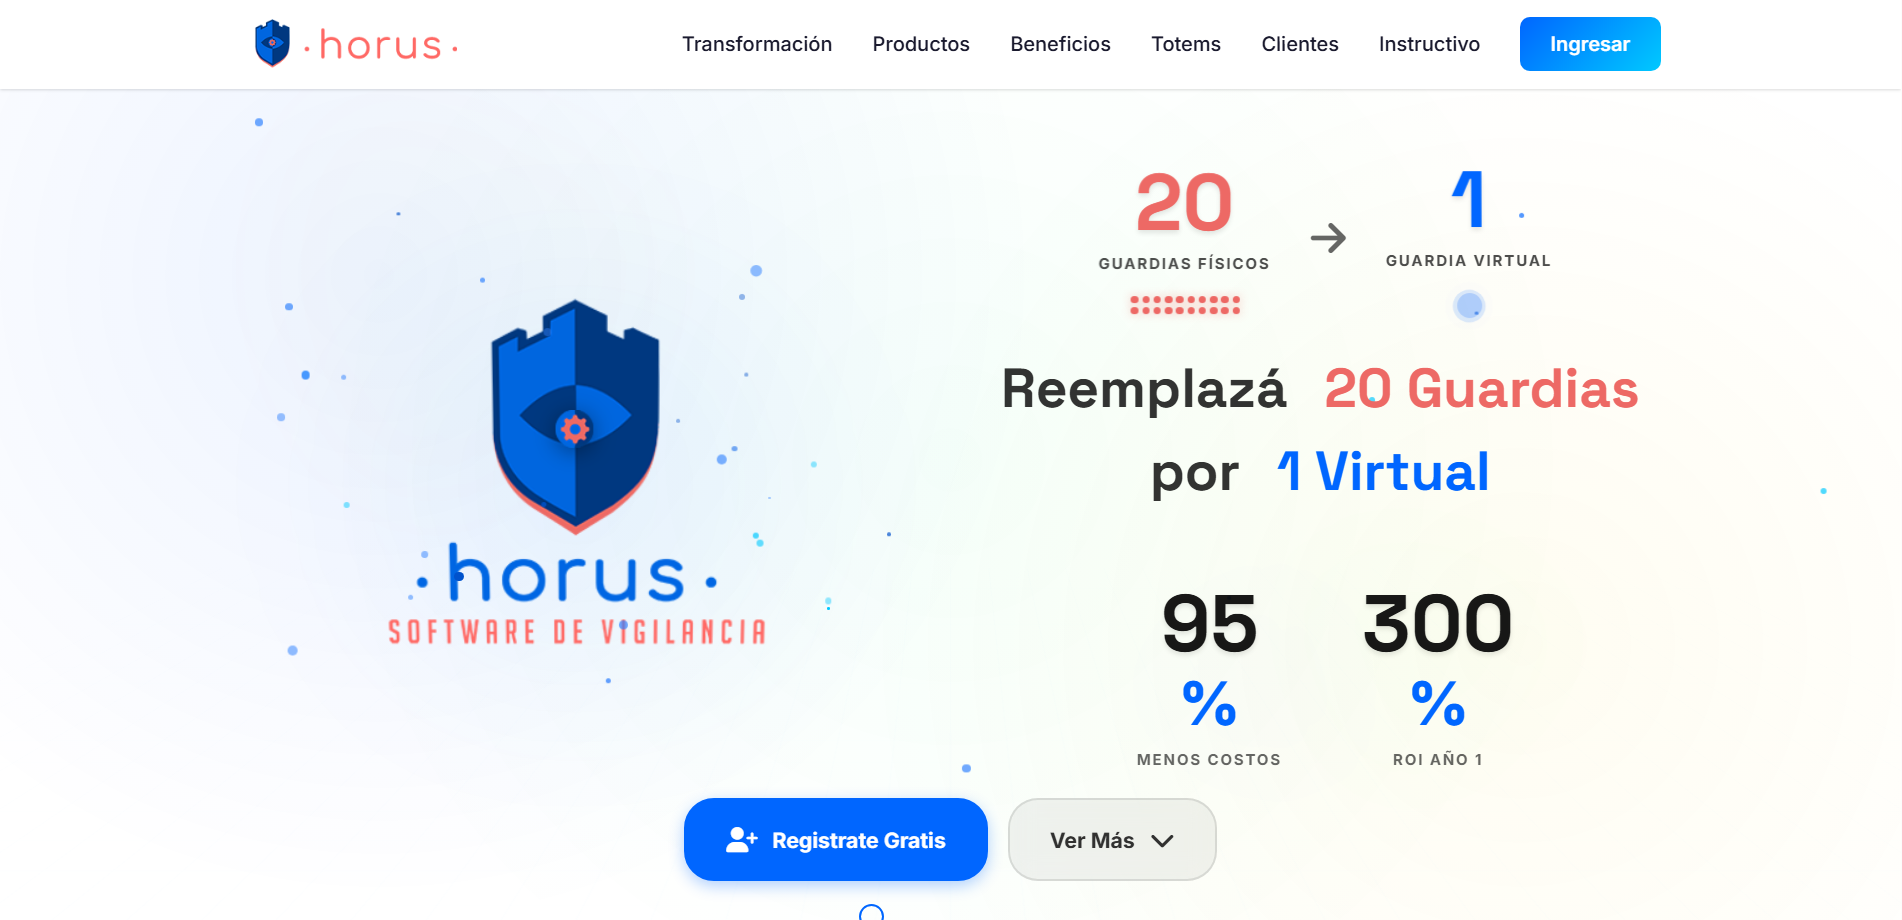 · horus ·
Transformación
Productos
Beneficios
Totems
Clientes
Instructivo
Ingresar
20
GUARDIAS FÍSICOS
1
GUARDIA VIRTUAL
Reemplazá 20 Guardias
por 1 Virtual
· horus ·
SOFTWARE DE VIGILANCIA
95
%
MENOS COSTOS
300
%
ROI AÑO 1
Registrate Gratis
Ver Más